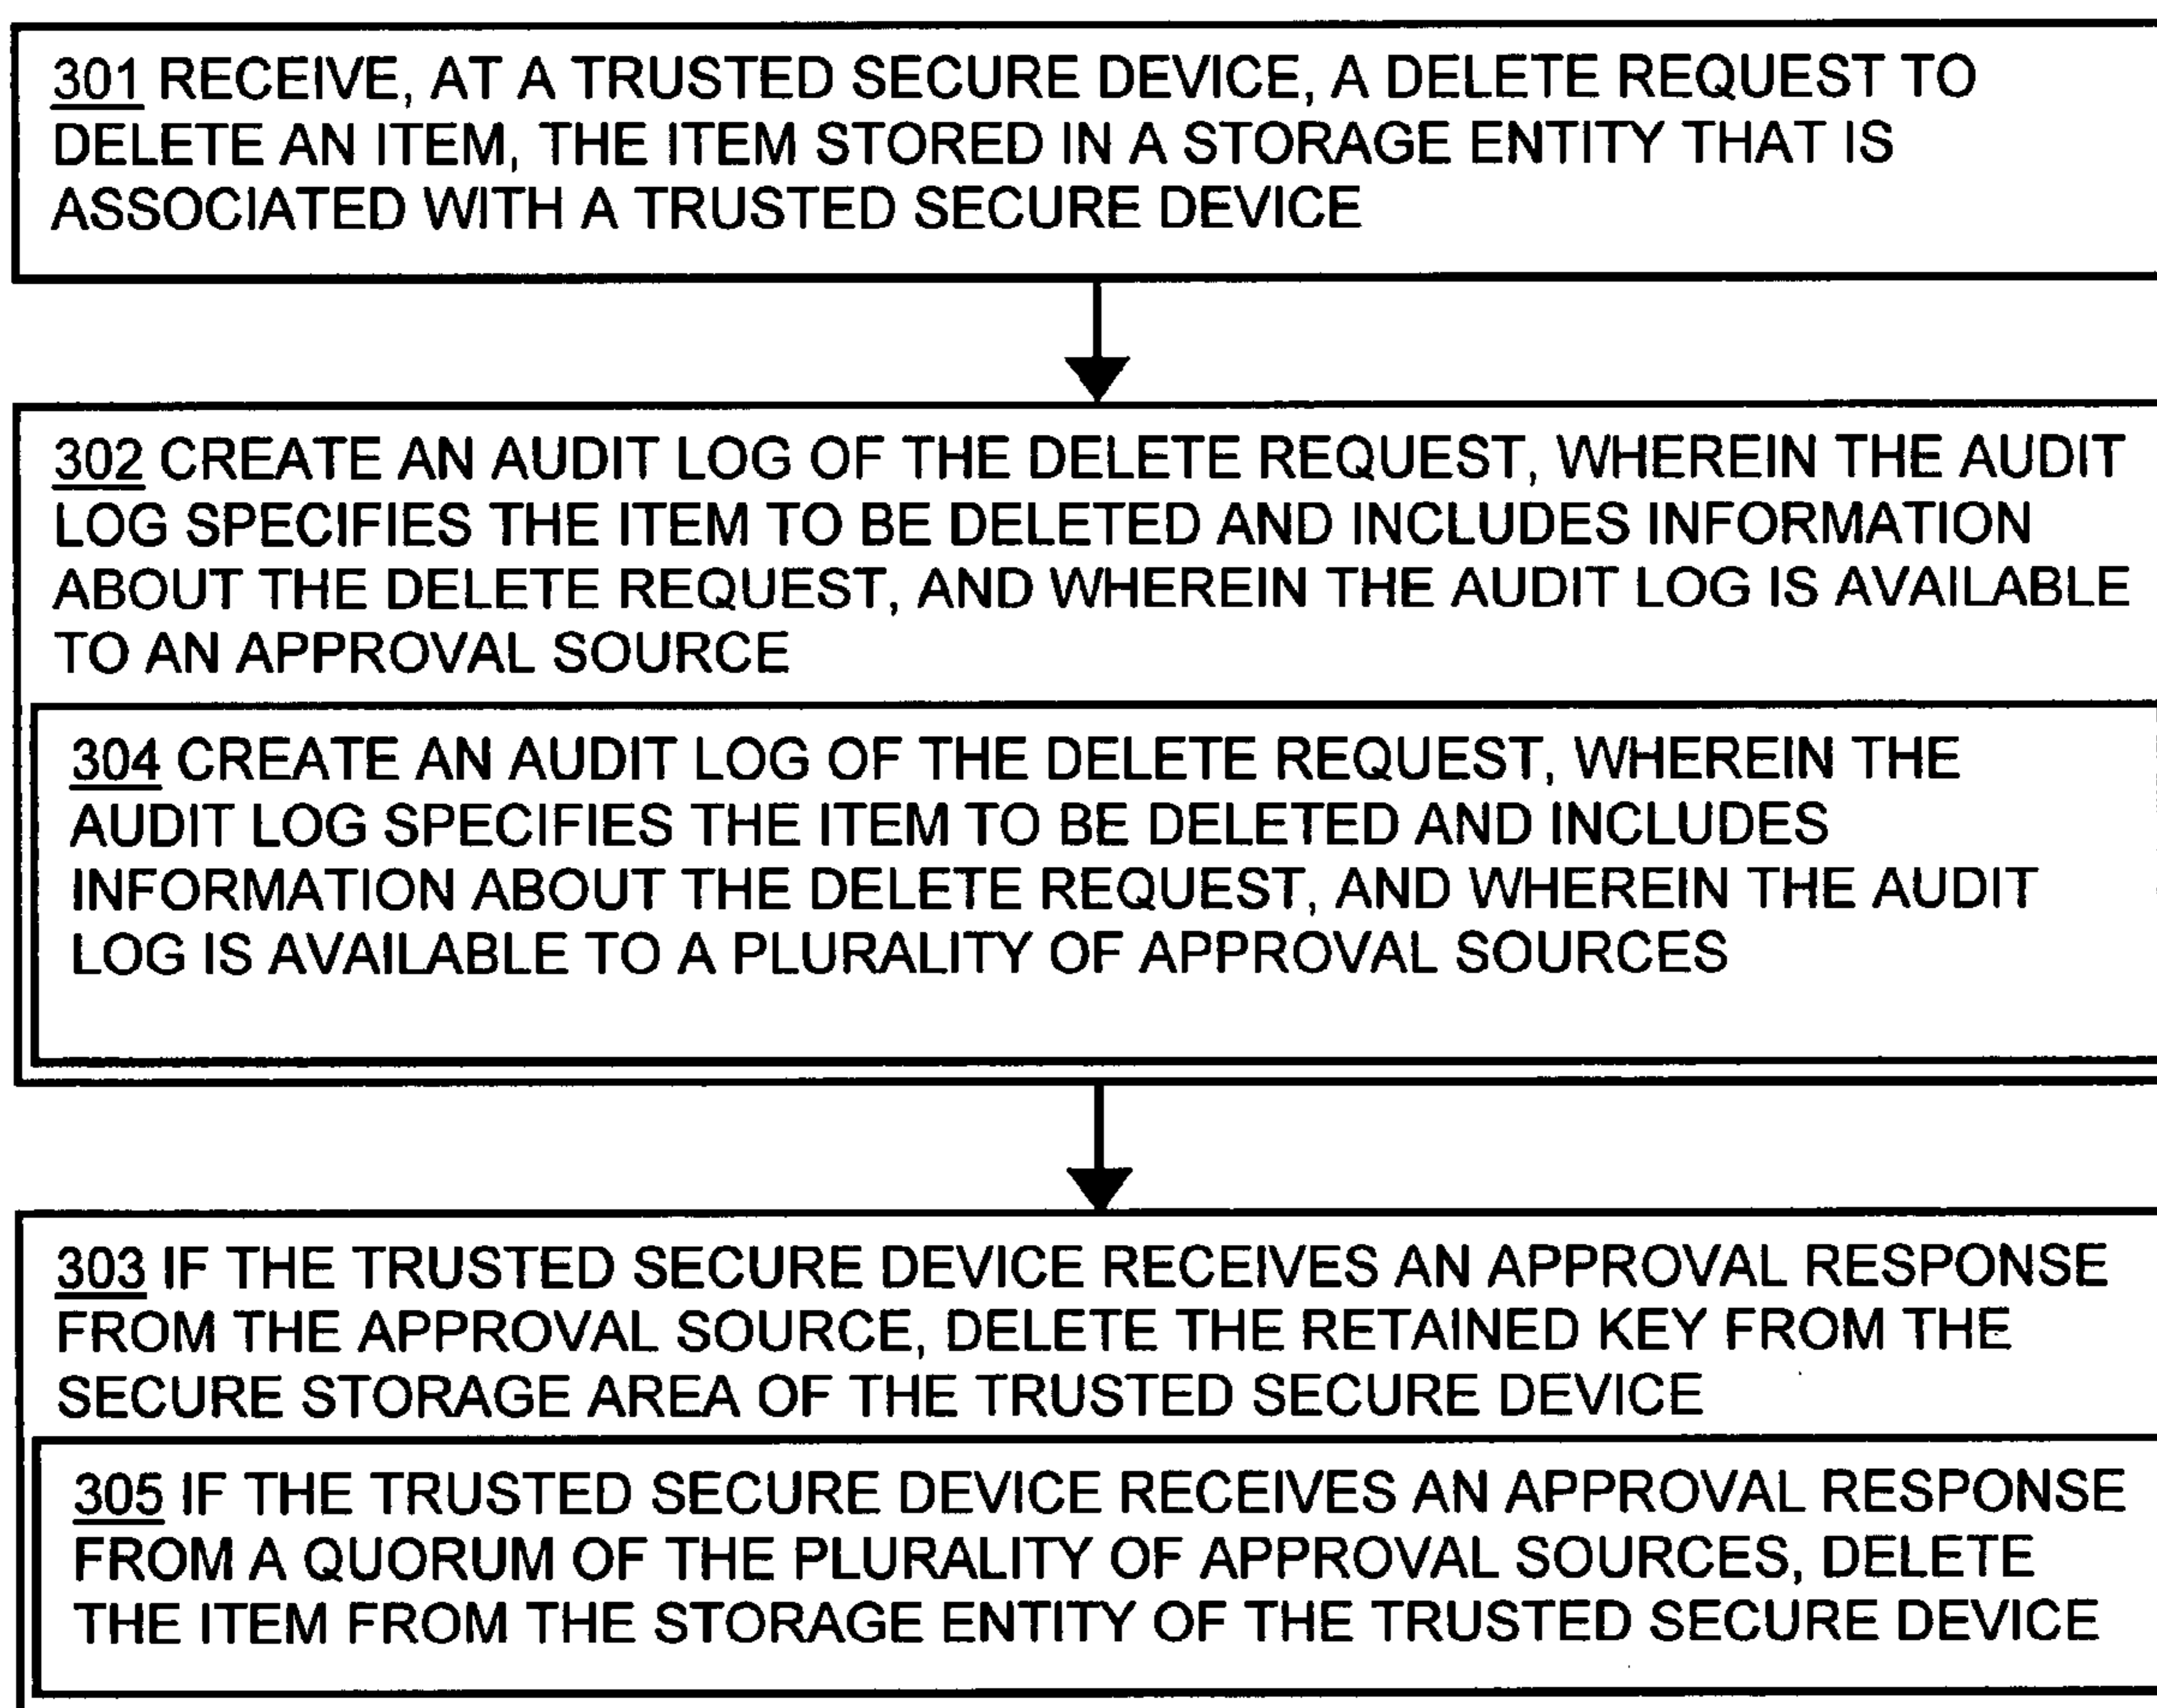 301 RECEIVE, AT A TRUSTED SECURE DEVICE, A DELETE REQUEST TO
DELETE AN ITEM, THE ITEM STORED IN A STORAGE ENTITY THAT IS
ASSOCIATED WITH A TRUSTED SECURE DEVICE
302 CREATE AN AUDIT LOG OF THE DELETE REQUEST, WHEREIN THE AUDIT
LOG SPECIFIES THE ITEM TO BE DELETED AND INCLUDES INFORMATION
ABOUT THE DELETE REQUEST, AND WHEREIN THE AUDIT LOG IS AVAILABLE
TO AN APPROVAL SOURCE
304 CREATE AN AUDIT LOG OF THE DELETE REQUEST, WHEREIN THE
AUDIT LOG SPECIFIES THE ITEM TO BE DELETED AND INCLUDES
INFORMATION ABOUT THE DELETE REQUEST, AND WHEREIN THE AUDIT
LOG IS AVAILABLE TO A PLURALITY OF APPROVAL SOURCES
303 IF THE TRUSTED SECURE DEVICE RECEIVES AN APPROVAL RESPONSE
FROM THE APPROVAL SOURCE, DELETE THE RETAINED KEY FROM THE
SECURE STORAGE AREA OF THE TRUSTED SECURE DEVICE
305 IF THE TRUSTED SECURE DEVICE RECEIVES AN APPROVAL RESPONSE
FROM A QUORUM OF THE PLURALITY OF APPROVAL SOURCES, DELETE
THE ITEM FROM THE STORAGE ENTITY OF THE TRUSTED SECURE DEVICE